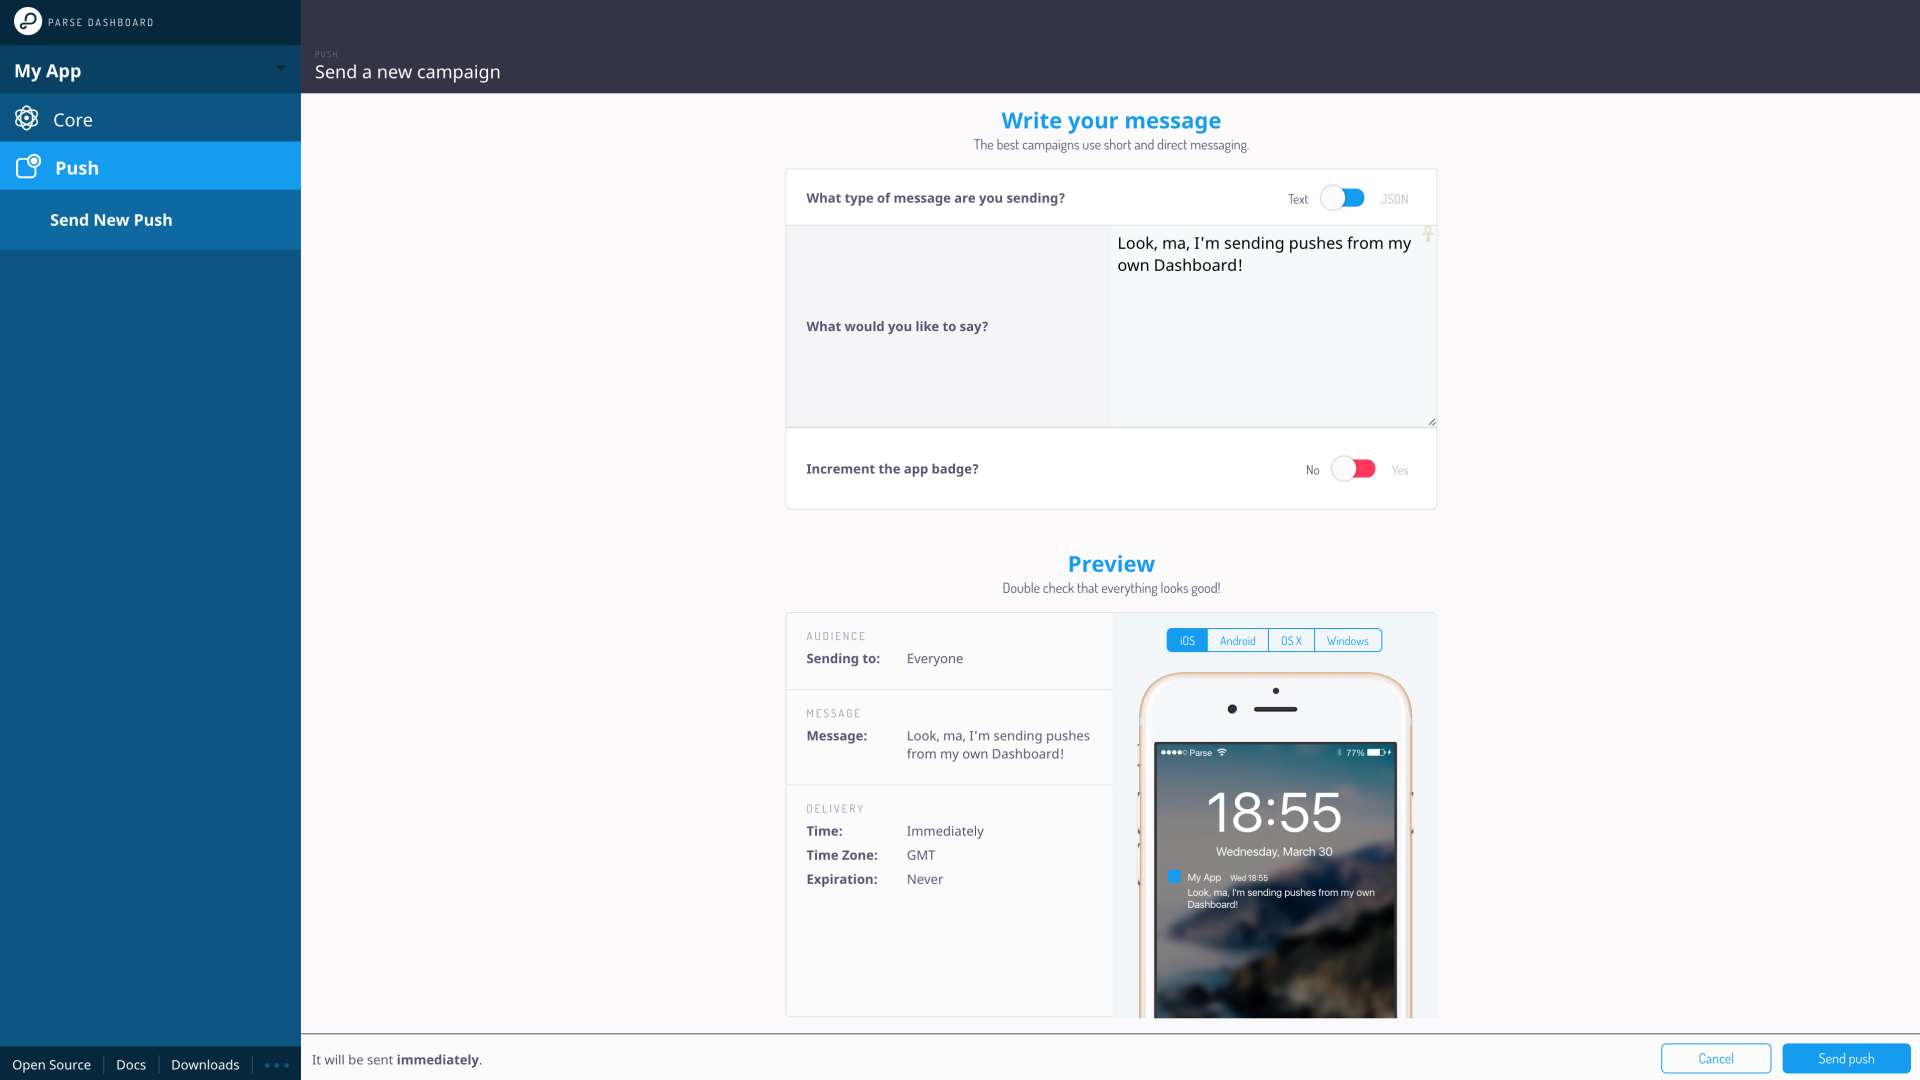 PARSE DASHBOARD
My App
Core
Push
Send New Push
Open Source
Docs
Downloads
PUSH
Send a new campaign
Write your message
The best campaigns use short and direct messaging.
What type of message are you sending?
Text
JSON
What would you like to say?
Look, ma, I'm sending pushes from my
own Dashboard!
Increment the app badge?
No
Yes
Preview
Double check that everything looks good!
AUDIENCE
Sending to: Everyone
MESSAGE
Message: Look, ma, I'm sending pushes
from my own Dashboard!
DELIVERY
Time: Immediately
Time Zone: GMT
Expiration: Never
iOS
Android
OS X
Windows
Parse
77%
18:55
Wednesday, March 30
My App Wed 18:55
Look, ma, I'm sending pushes from my own
Dashboard!
It will be sent immediately.
Cancel
Send push